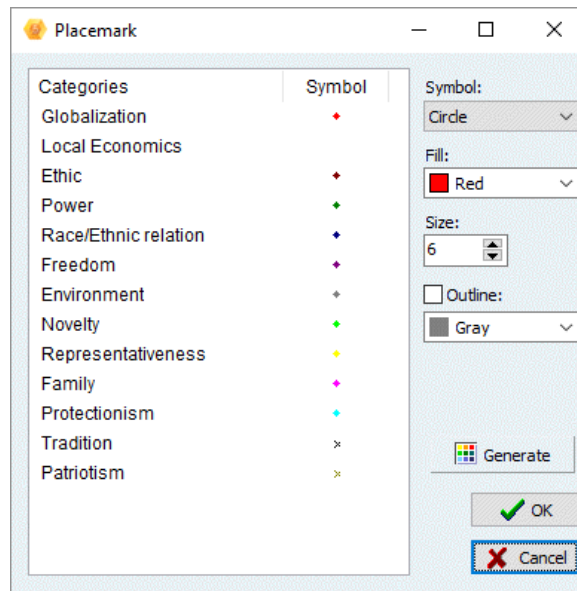 Placemark
Categories Symbol
Globalization
Local Economics
Ethic
Power
Race/Ethnic relation
Freedom
Environment
Novelty
Representativeness
Family
Protectionism
Tradition
Patriotism
Symbol:
Circle
Fill:
Red
Size:
6
Outline:
Gray
Generate
OK
Cancel